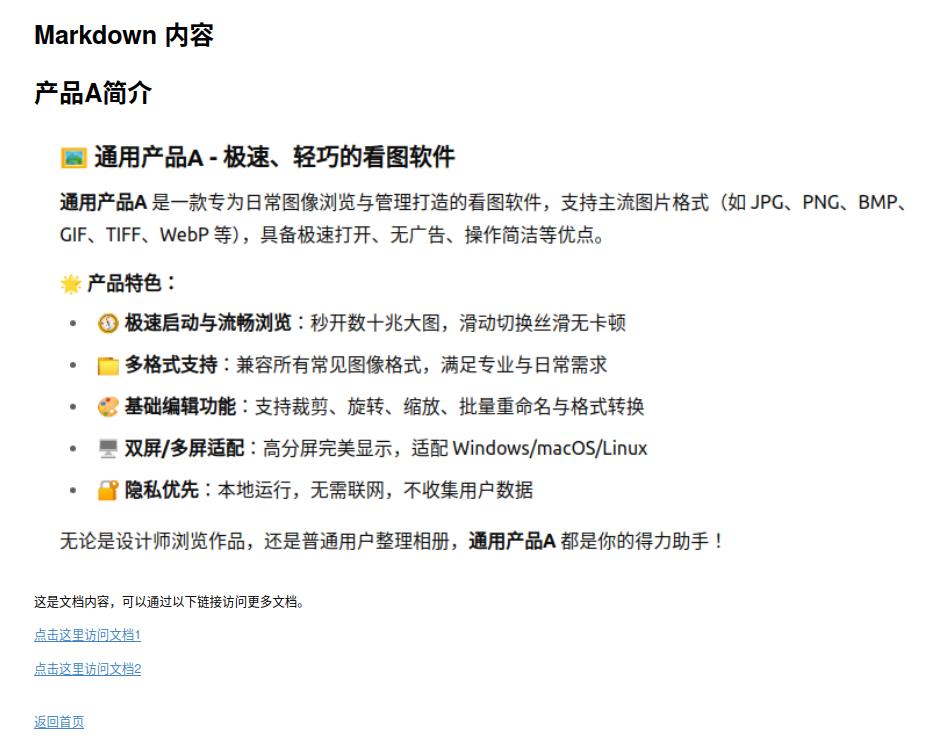 Markdown 内容
产品A简介
🖼️ 通用产品A - 极速、轻巧的看图软件
通用产品A 是一款专为日常图像浏览与管理打造的看图软件，支持主流图片格式（如 JPG、PNG、BMP、
GIF、TIFF、WebP 等），具备极速打开、无广告、操作简洁等优点。
🌟 产品特色：
• 🧭 极速启动与流畅浏览：秒开数十兆大图，滑动切换丝滑无卡顿
• 📁 多格式支持：兼容所有常见图像格式，满足专业与日常需求
• 🎨 基础编辑功能：支持裁剪、旋转、缩放、批量重命名与格式转换
• 🖥️ 双屏/多屏适配：高分屏完美显示，适配 Windows/macOS/Linux
• 🔐 隐私优先：本地运行，无需联网，不收集用户数据
无论是设计师浏览作品，还是普通用户整理相册，通用产品A 都是你的得力助手！
这是文档内容，可以通过以下链接访问更多文档。
点击这里访问文档1
点击这里访问文档2
返回首页